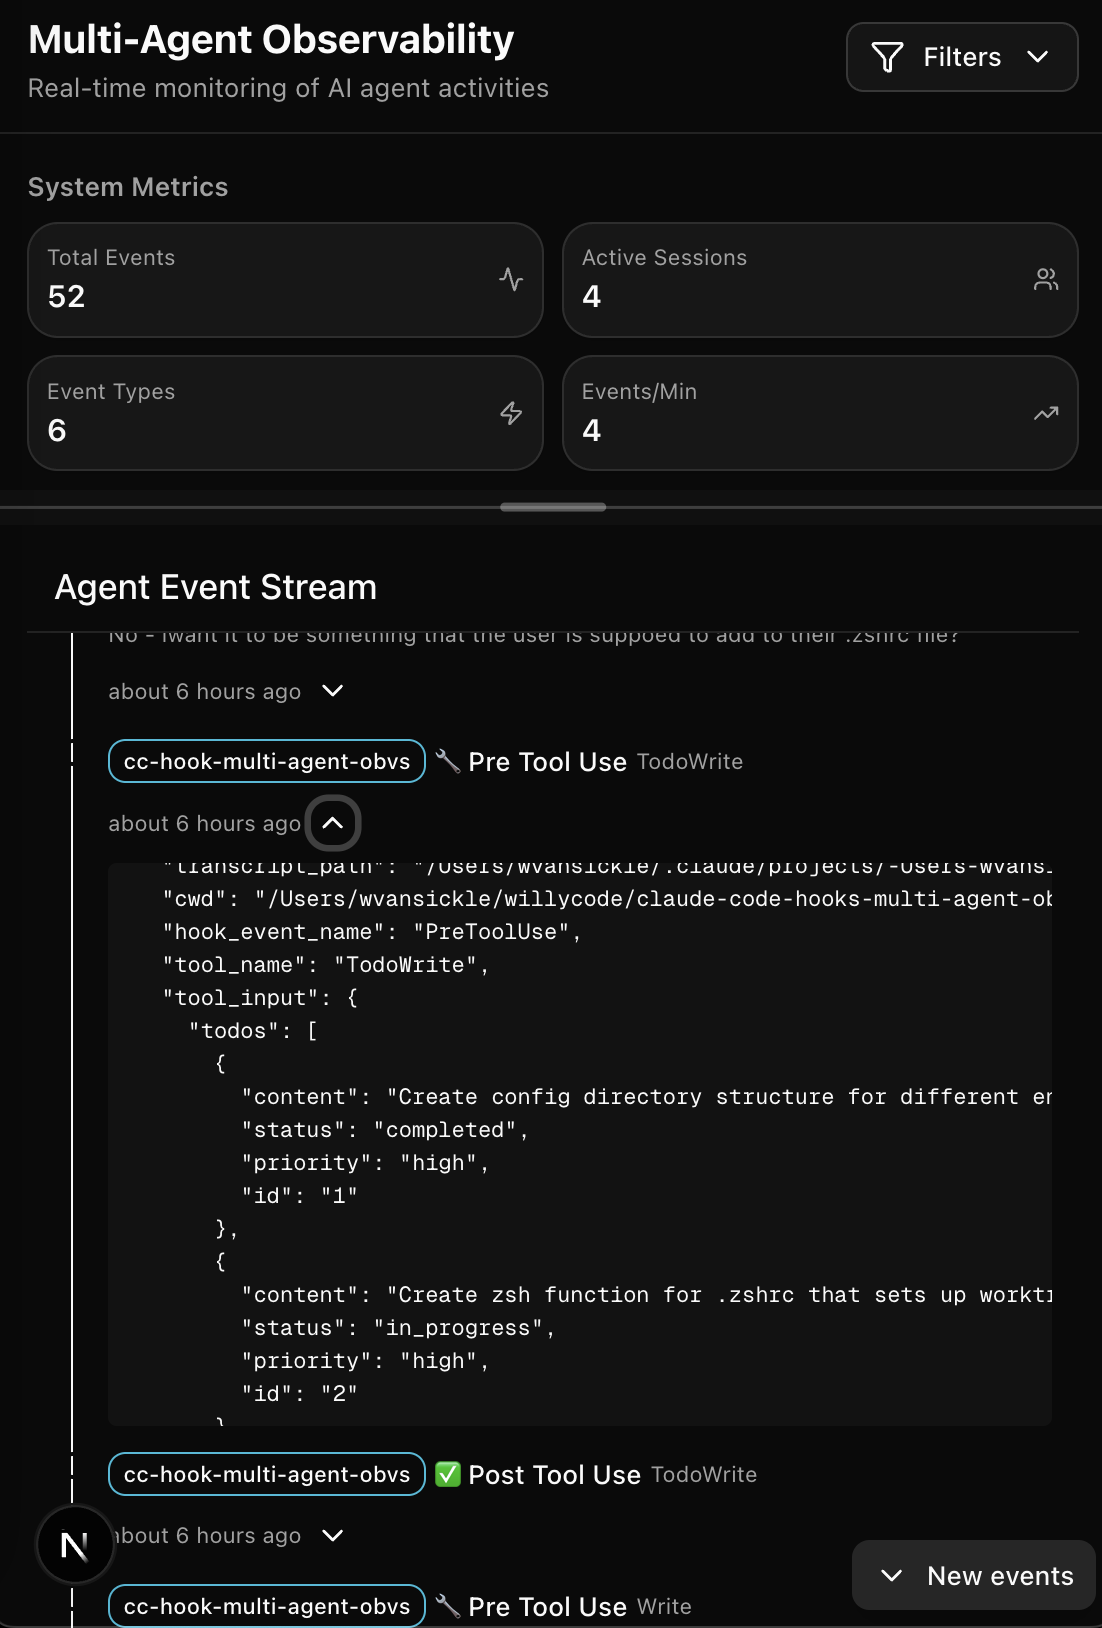 Multi-Agent Observability
Real-time monitoring of AI agent activities
Filters
System Metrics
Total Events
52
Active Sessions
4
Event Types
6
Events/Min
4
Agent Event Stream
No - Iwant it to be something that the user is suppoed to add to their .zshrc file?
about 6 hours ago
cc-hook-multi-agent-obvs 🔧 Pre Tool Use TodoWrite
about 6 hours ago
"transcript_path": "/Users/wvansickle/.claude/projects/-Users-wvansi
"cwd": "/Users/wvansickle/willycode/claude-code-hooks-multi-agent-ob
"hook_event_name": "PreToolUse",
"tool_name": "TodoWrite",
"tool_input": {
"todos": [
{
"content": "Create config directory structure for different en
"status": "completed",
"priority": "high",
"id": "1"
},
{
"content": "Create zsh function for .zshrc that sets up worktr
"status": "in_progress",
"priority": "high",
"id": "2"
}
cc-hook-multi-agent-obvs ✅ Post Tool Use TodoWrite
about 6 hours ago
N
New events
cc-hook-multi-agent-obvs 🔧 Pre Tool Use Write